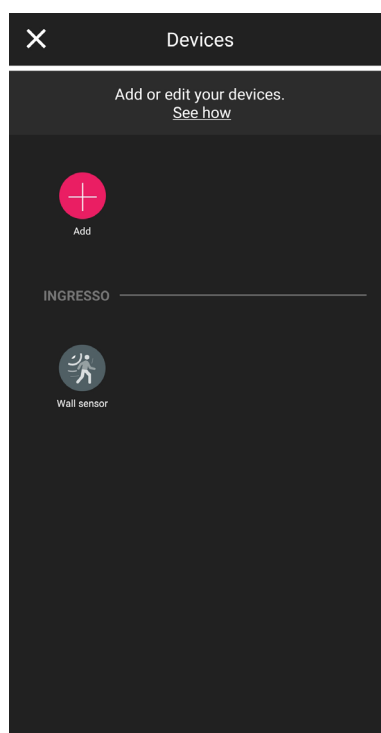 Devices
Add or edit your devices.
See how
Add
INGRESSO
Wall sensor